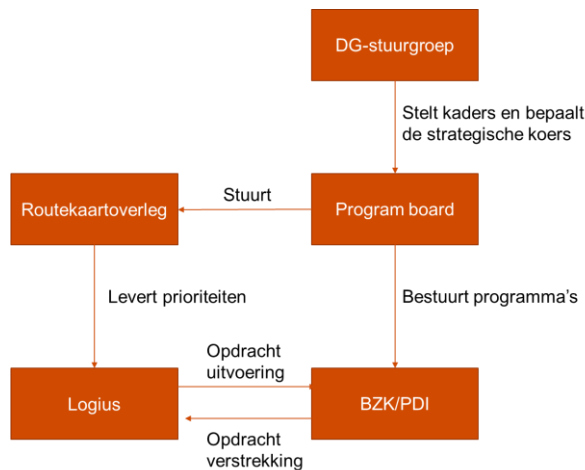 DG-stuurgroep
Stelt kaders en bepaalt
de strategische koers
Routekaartoverleg
Stuurt
Program board
Levert prioriteiten
Bestuurt programma's
Opdracht
uitvoering
Logius
BZK/PDI
Opdracht
verstrekking